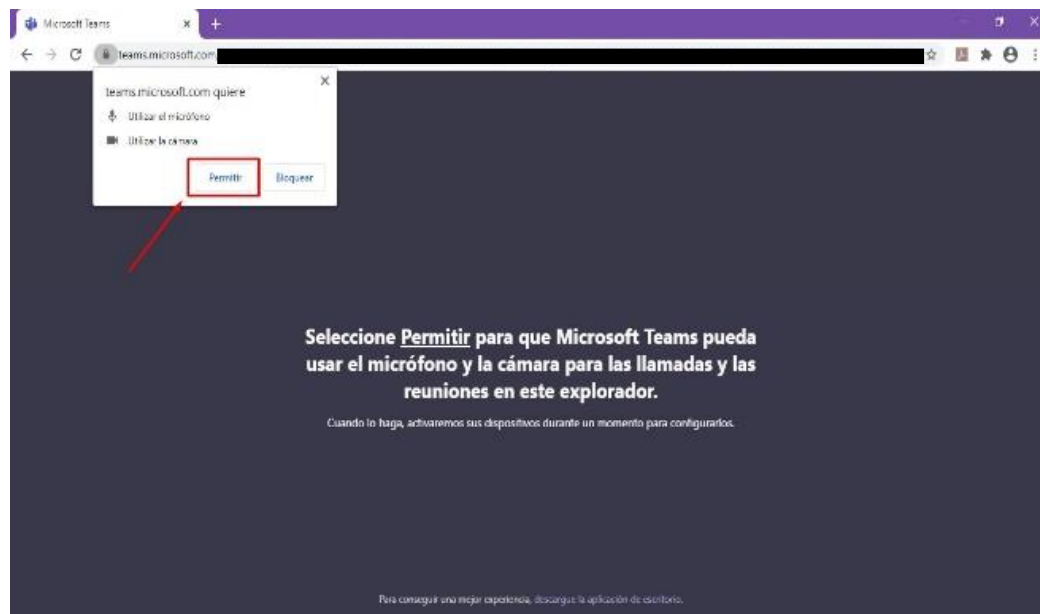 Microsoft Teams
teams.microsoft.com
teams.microsoft.com quiere
Utilizar el micrófono
Utilizar la cámara
Permitir Bloquear
Seleccione Permitir para que Microsoft Teams pueda
usar el micrófono y la cámara para las llamadas y las
reuniones en este explorador.
Cuando lo haga, activaremos sus dispositivos durante un momento para configurarlos.
Para conseguir una mejor experiencia, descargue la aplicación de escritorio.